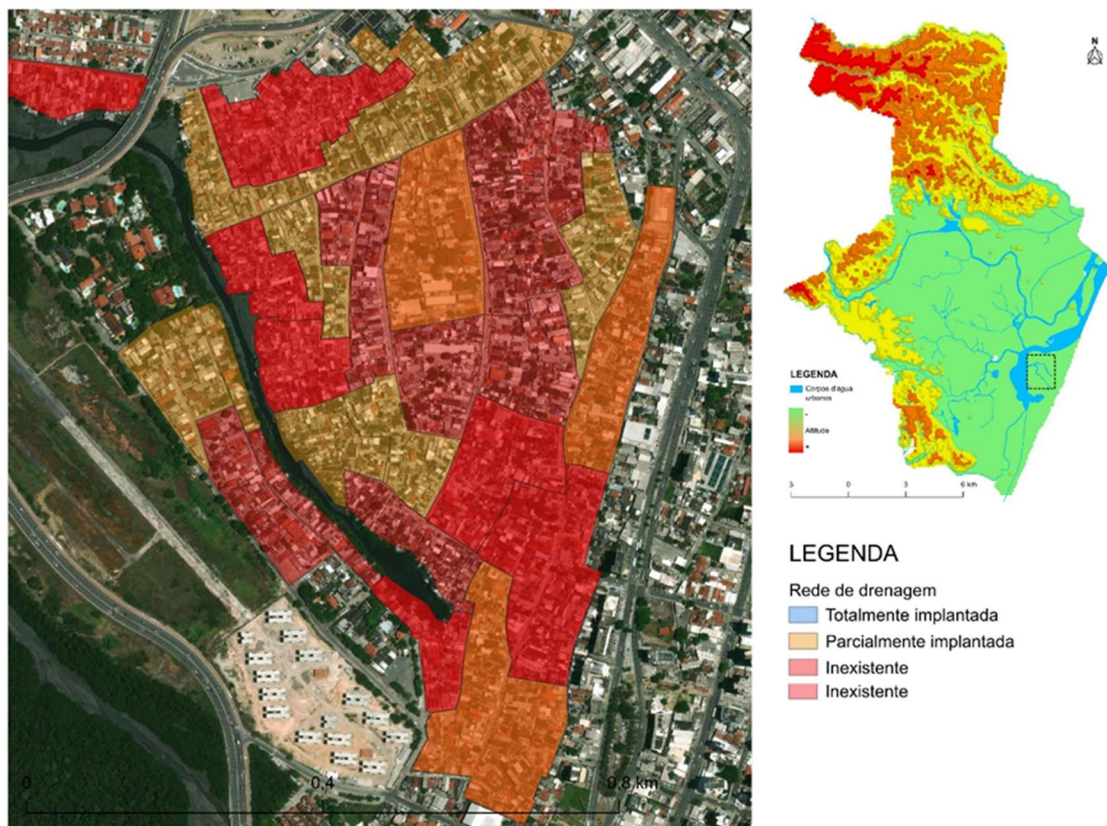 N
LEGENDA
Corpos d'água
urbanos
-
Altitude
+
3 0 3 6 km
LEGENDA
Rede de drenagem
Totalmente implantada
Parcialmente implantada
Inexistente
Inexistente
0 0,4 0,8 km